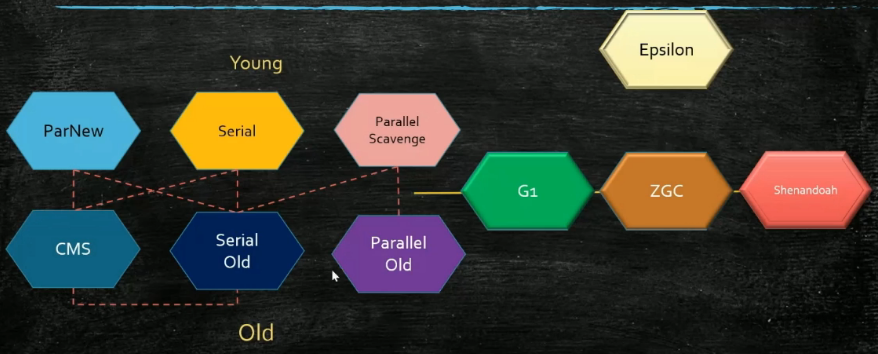 Epsilon
Young
ParNew
Serial
Parallel
Scavenge
G1
ZGC
Shenandoah
CMS
Serial
Old
Parallel
Old
Old